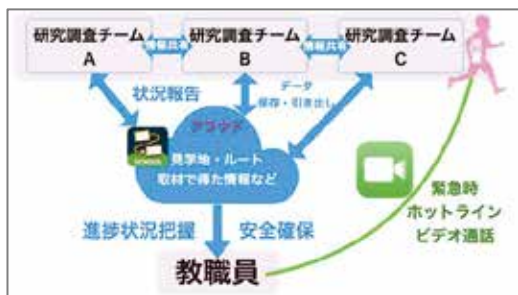 研究調査チーム
A
情報共有
研究調査チーム
B
情報共有
研究調査チーム
C
状況報告
データ
保存・引き出し
クラウド
見学地・ルート
取材で得た情報など
進捗状況把握
安全確保
教職員
緊急時
ホットライン
ビデオ通話